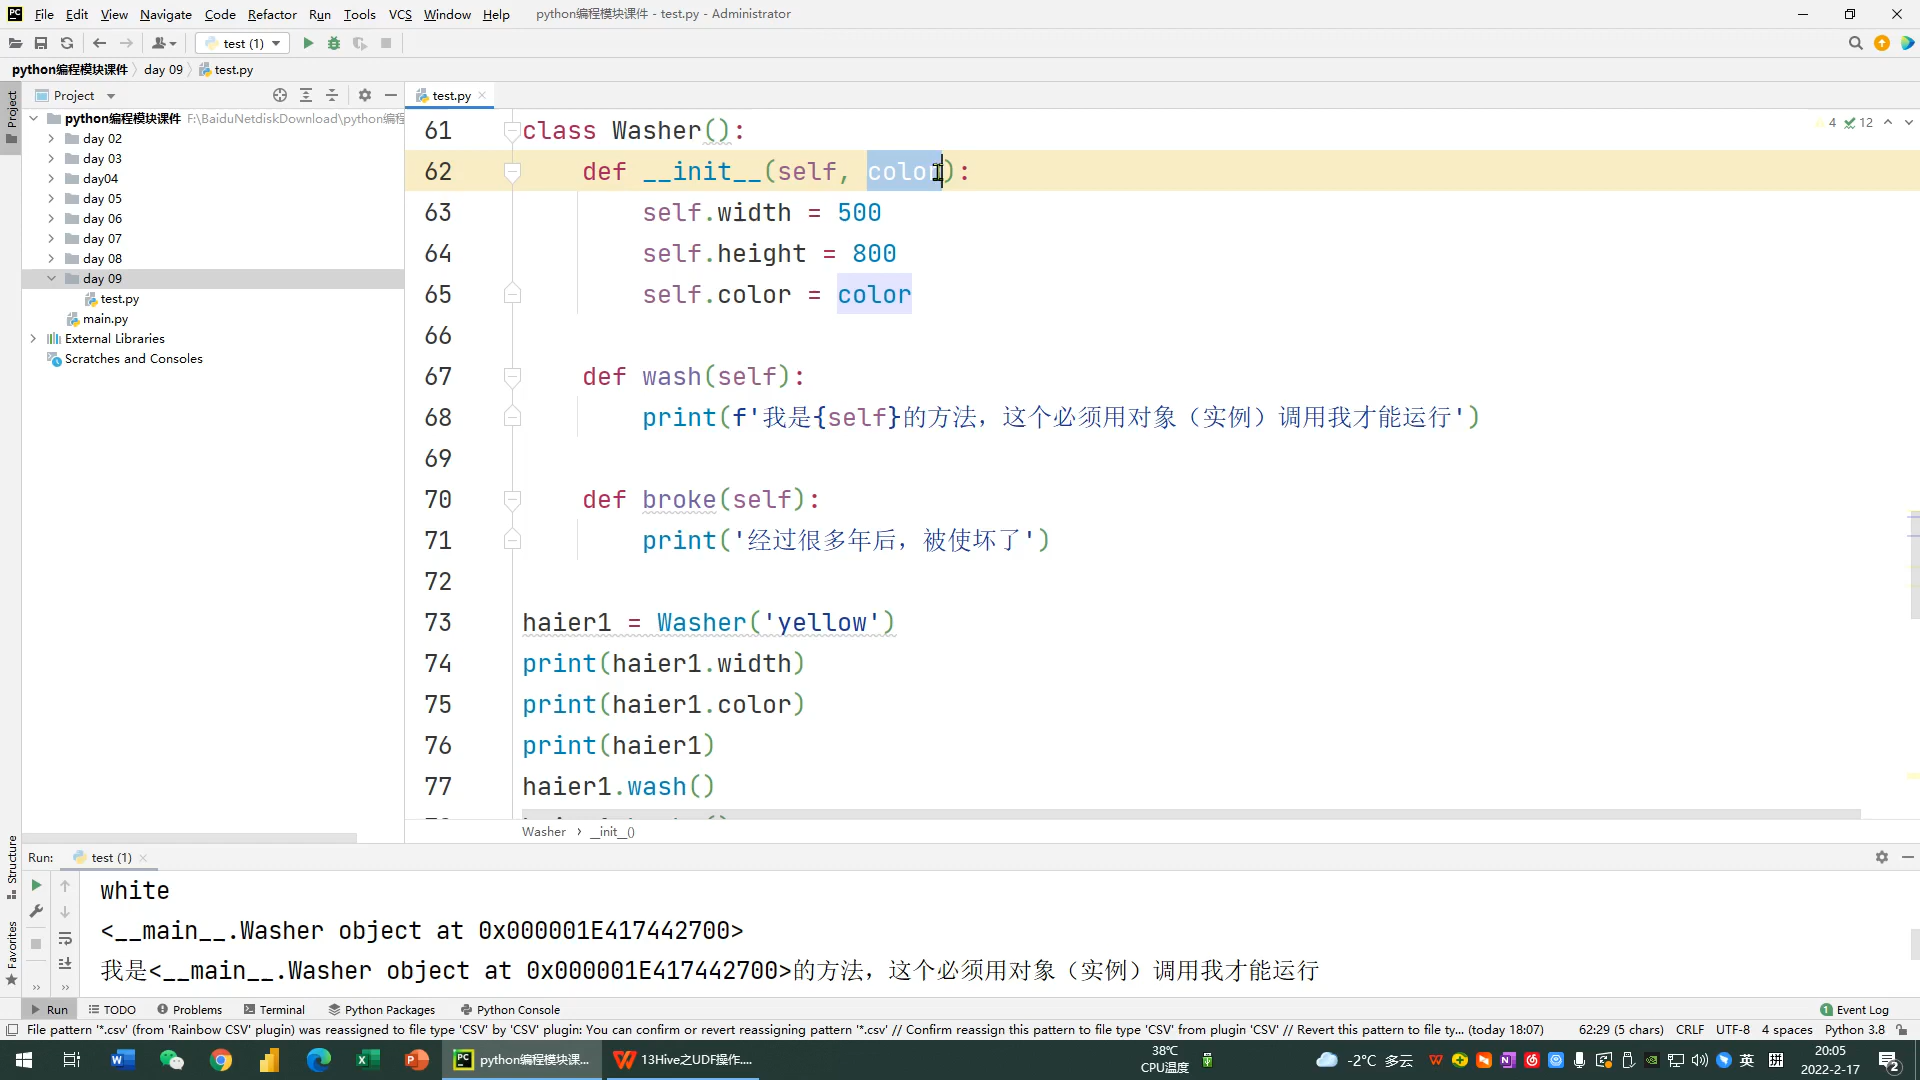 File Edit View Navigate Code Refactor Run Tools VCS Window Help python编程模块课件 - test.py - Administrator
test (1)
python编程模块课件 day 09 test.py
Project
test.py
python编程模块课件 F:\BaiduNetdiskDownload\python编程
day 02
day 03
day04
day 05
day 06
day 07
day 08
day 09
test.py
main.py
External Libraries
Scratches and Consoles
Project
4 12
61 class Washer():
62 def __init__(self, color):
63 self.width = 500
64 self.height = 800
65 self.color = color
66
67 def wash(self):
68 print(f'我是{self}的方法，这个必须用对象（实例）调用我才能运行')
69
70 def broke(self):
71 print('经过很多年后，被使坏了')
72
73 haier1 = Washer('yellow')
74 print(haier1.width)
75 print(haier1.color)
76 print(haier1)
77 haier1.wash()
Washer › __init__()
Structure
Favorites
Run: test (1)
white
<__main__.Washer object at 0x000001E417442700>
我是<__main__.Washer object at 0x000001E417442700>的方法，这个必须用对象（实例）调用我才能运行
Run TODO Problems Terminal Python Packages Python Console 1 Event Log
File pattern '*.csv' (from 'Rainbow CSV' plugin) was reassigned to file type 'CSV' by 'CSV' plugin: You can confirm or revert reassigning pattern '*.csv' // Confirm reassign this pattern to file type 'CSV' from plugin 'CSV' // Revert this pattern to file ty... (today 18:07) 62:29 (5 chars) CRLF UTF-8 4 spaces Python 3.8
python编程模块课... 13Hive之UDF操作.... 38℃ CPU温度 -2°C 多云 英 20:05 2022-2-17 2